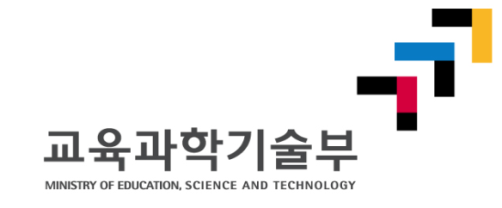 교육과학기술부
MINISTRY OF EDUCATION, SCIENCE AND TECHNOLOGY